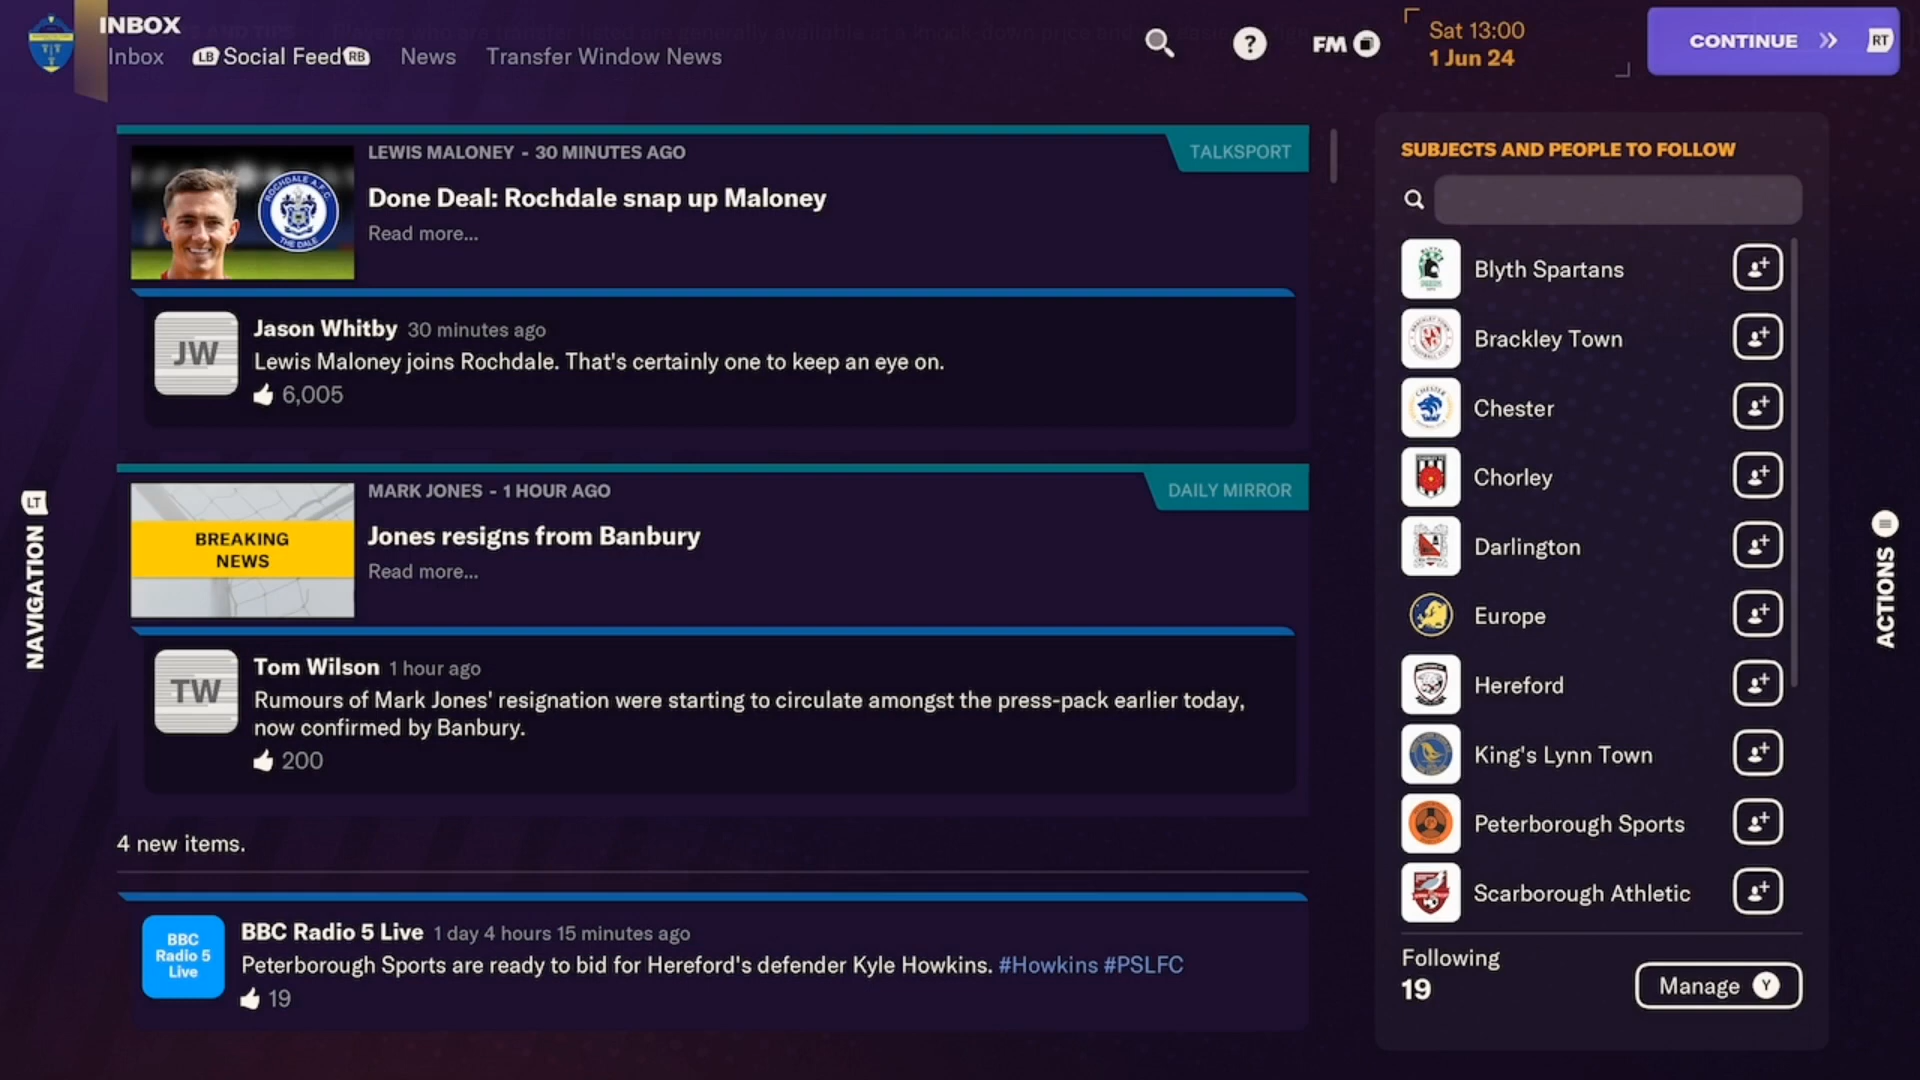 INBOX
Inbox
LB Social Feed RB
News
Transfer Window News
?
FM
Sat 13:00
1 Jun 24
CONTINUE
RT
LEWIS MALONEY - 30 MINUTES AGO
TALKSPORT
ROCHDALE A.F.C.
THE DALE
Done Deal: Rochdale snap up Maloney
Read more...
JW
Jason Whitby 30 minutes ago
Lewis Maloney joins Rochdale. That's certainly one to keep an eye on.
6,005
MARK JONES - 1 HOUR AGO
DAILY MIRROR
BREAKING
NEWS
Jones resigns from Banbury
Read more...
TW
Tom Wilson 1 hour ago
Rumours of Mark Jones' resignation were starting to circulate amongst the press-pack earlier today,
now confirmed by Banbury.
200
4 new items.
BBC
Radio 5
Live
BBC Radio 5 Live 1 day 4 hours 15 minutes ago
Peterborough Sports are ready to bid for Hereford's defender Kyle Howkins. #Howkins #PSLFC
19
SUBJECTS AND PEOPLE TO FOLLOW
Blyth Spartans
Brackley Town
Chester
Chorley
Darlington
Europe
Hereford
King's Lynn Town
Peterborough Sports
Scarborough Athletic
Following
19
Manage Y
LT
NAVIGATION
ACTIONS